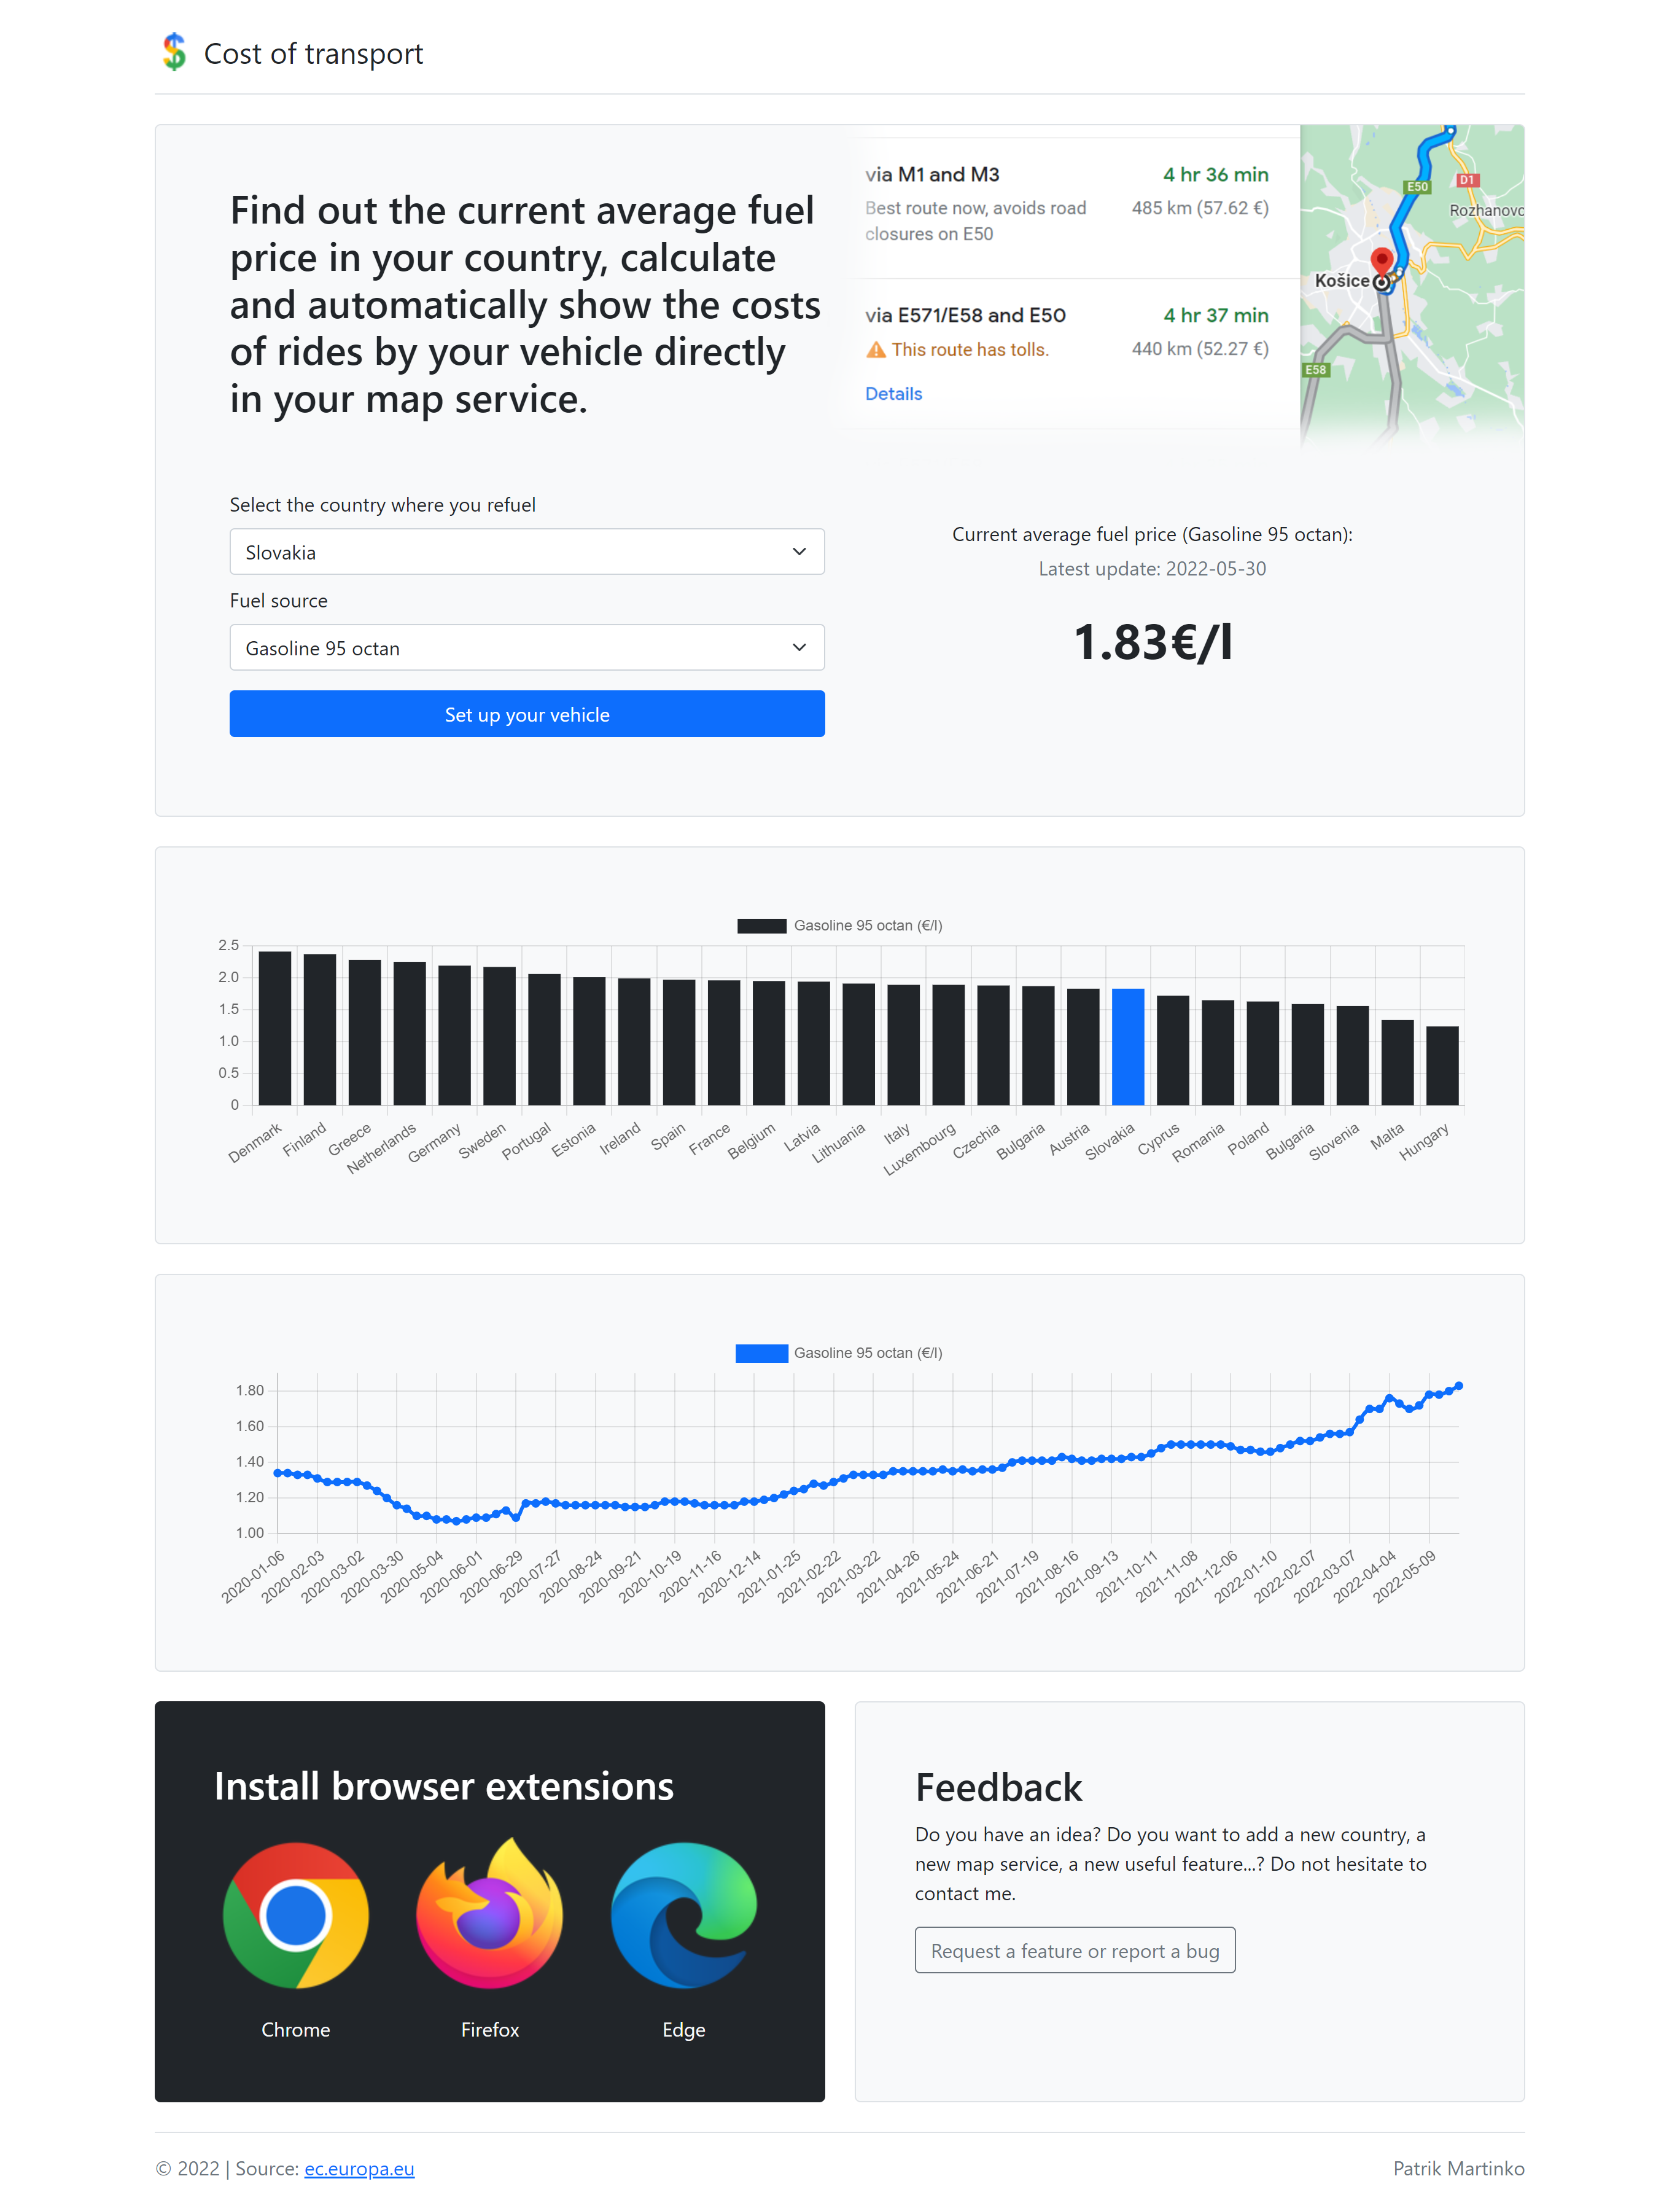 Cost of transport
Find out the current average fuel
price in your country, calculate
and automatically show the costs
of rides by your vehicle directly
in your map service.
via M1 and M3
4 hr 36 min
Best route now, avoids road
closures on E50
485 km (57.62 €)
via E571/E58 and E50
4 hr 37 min
This route has tolls.
440 km (52.27 €)
Details
E50
D1
Rozhanovc
Košice
E58
Select the country where you refuel
Slovakia
Fuel source
Gasoline 95 octan
Set up your vehicle
Current average fuel price (Gasoline 95 octan):
Latest update: 2022-05-30
1.83€/l
Gasoline 95 octan (€/l)
2.5
2.0
1.5
1.0
0.5
0
Denmark
Finland
Greece
Netherlands
Germany
Sweden
Portugal
Estonia
Ireland
Spain
France
Belgium
Latvia
Lithuania
Italy
Luxembourg
Czechia
Bulgaria
Austria
Slovakia
Cyprus
Romania
Poland
Bulgaria
Slovenia
Malta
Hungary
Gasoline 95 octan (€/l)
1.80
1.60
1.40
1.20
1.00
2020-01-06
2020-02-03
2020-03-02
2020-03-30
2020-05-04
2020-06-01
2020-06-29
2020-07-27
2020-08-24
2020-09-21
2020-10-19
2020-11-16
2020-12-14
2021-01-25
2021-02-22
2021-03-22
2021-04-26
2021-05-24
2021-06-21
2021-07-19
2021-08-16
2021-09-13
2021-10-11
2021-11-08
2021-12-06
2022-01-10
2022-02-07
2022-03-07
2022-04-04
2022-05-09
Install browser extensions
Chrome
Firefox
Edge
Feedback
Do you have an idea? Do you want to add a new country, a
new map service, a new useful feature...? Do not hesitate to
contact me.
Request a feature or report a bug
© 2022 | Source: ec.europa.eu
Patrik Martinko